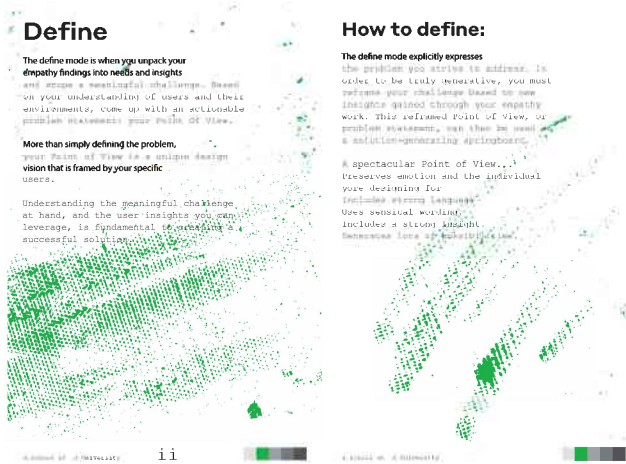 Define
The define mode is when you unpack your
empathy findings into needs and insights
and scope a meaningful challenge. Based
on your understanding of users and their
environments, come up with an actionable
problem statement: your Point Of View.
More than simply defining the problem,
your Point of View is a unique design
vision that is framed by your specific
users.
Understanding the meaningful challenge
at hand, and the user insights you can
leverage, is fundamental to creating a
successful solution
ii
How to define:
The define mode explicitly expresses
the problem you strive to address. In
order to be truly generative, you must
reframe your challenge based on new
insights gained through your empathy
work. This reframed Point of View, or
problem statement, can then be used
a solution-generating springboard.
A spectacular Point of View...
Preserves emotion and the individual
you're designing for
Includes strong language
Uses sensical wording
Includes a strong insight
Generates lots of possibilities